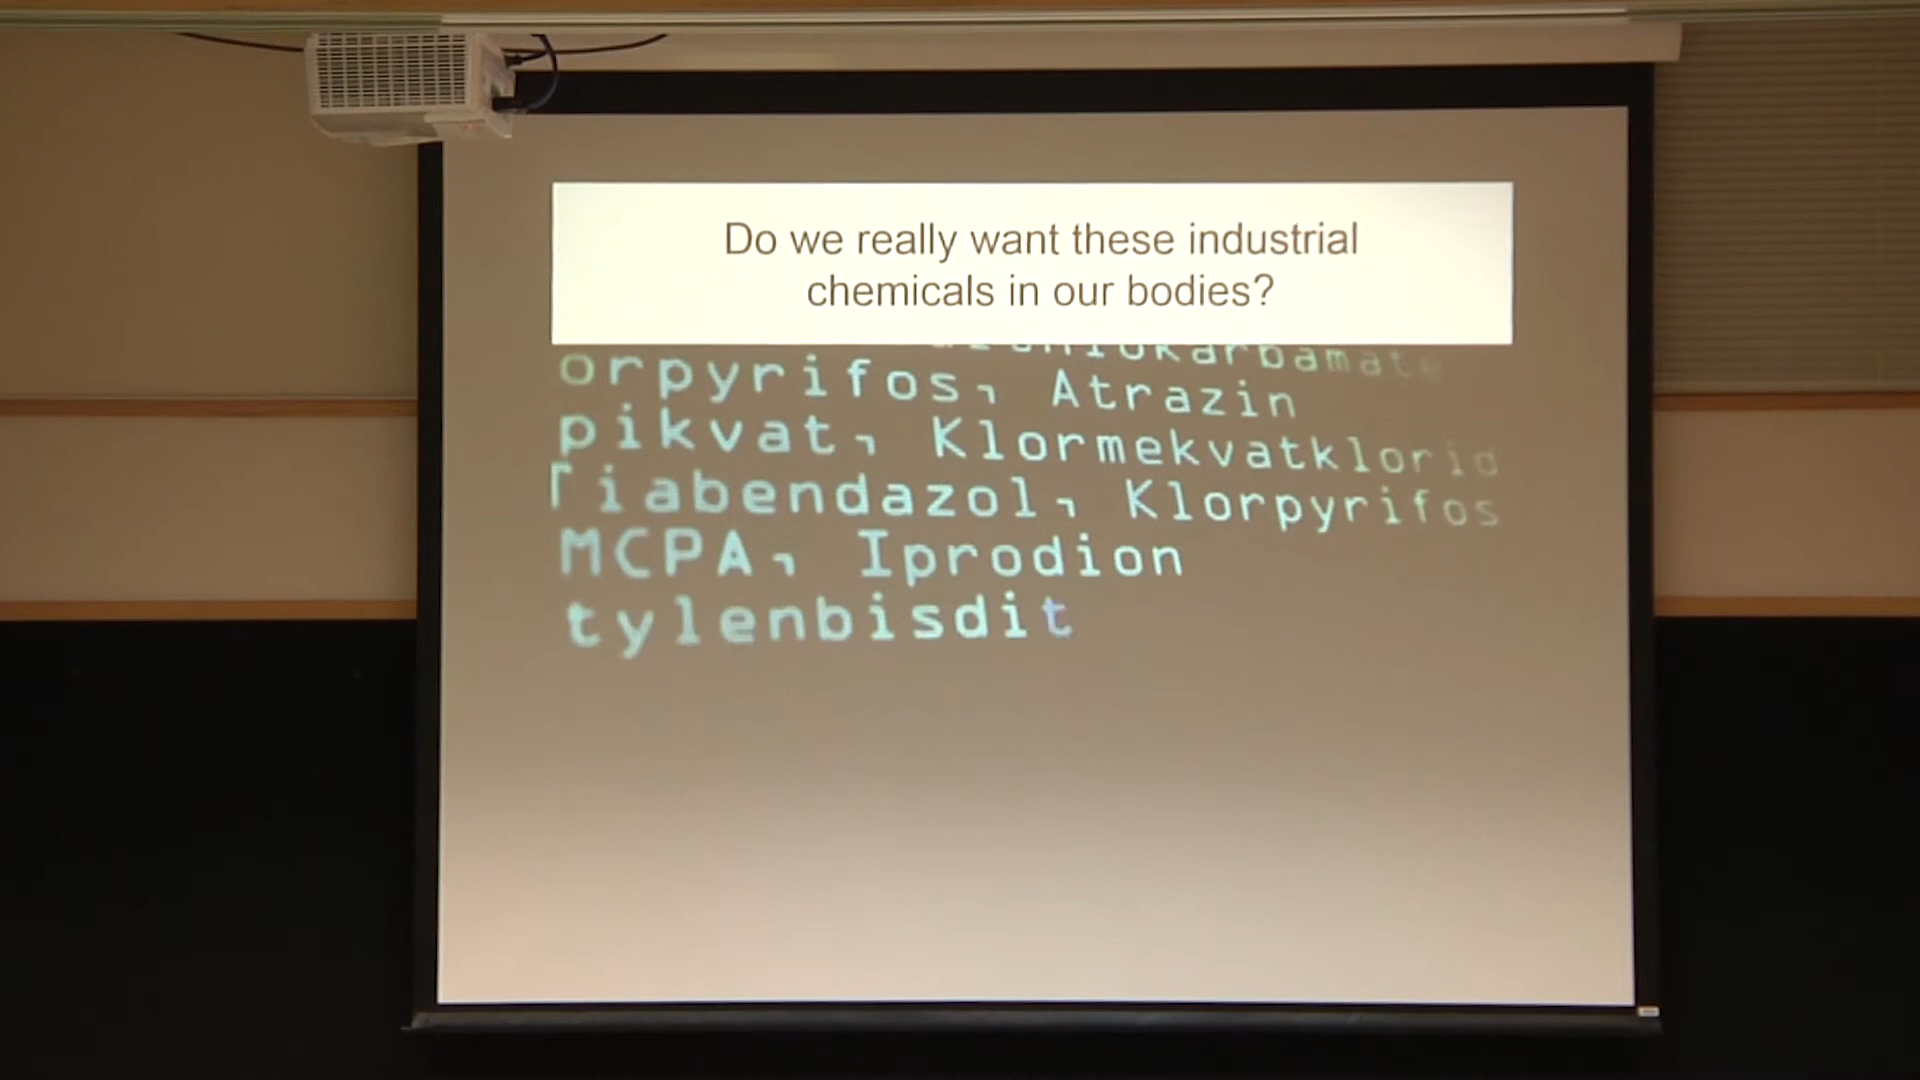 Do we really want these industrial
chemicals in our bodies?
orpyrifos, Atrazin
pikvat, Klormekvatklorid
Tiabendazol, Klorpyrifos
MCPA, Iprodion
tylenbisdit